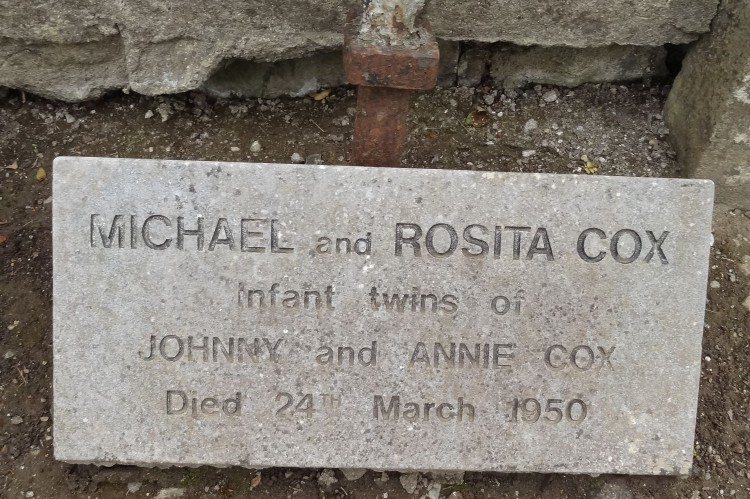 MICHAEL and ROSITA COX
Infant twins of
JOHNNY and ANNIE COX
Died 24TH March 1950